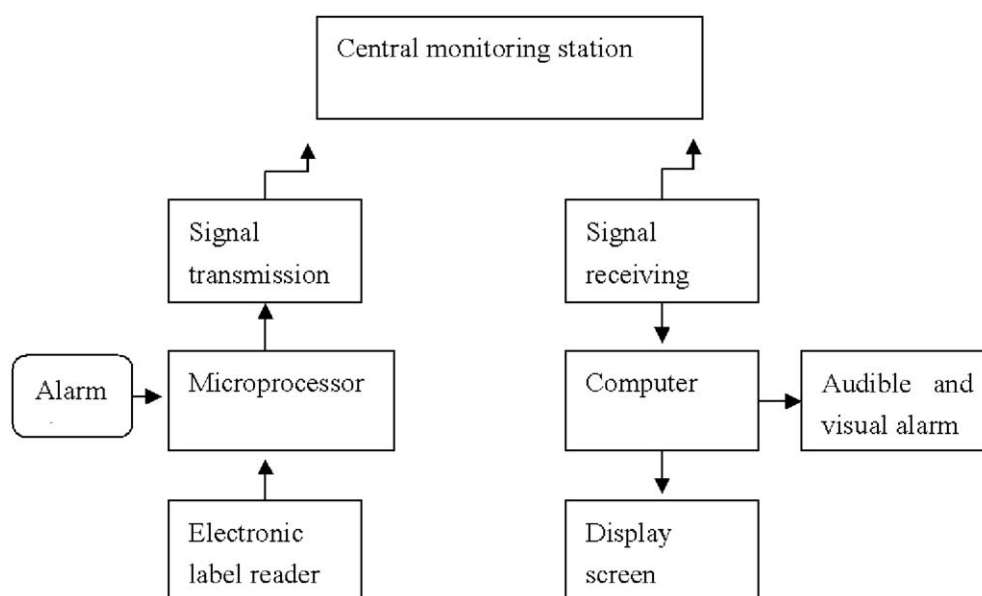 Central monitoring station
Signal
transmission
Signal
receiving
Alarm
Microprocessor
Computer
Audible and
visual alarm
Electronic
label reader
Display
screen